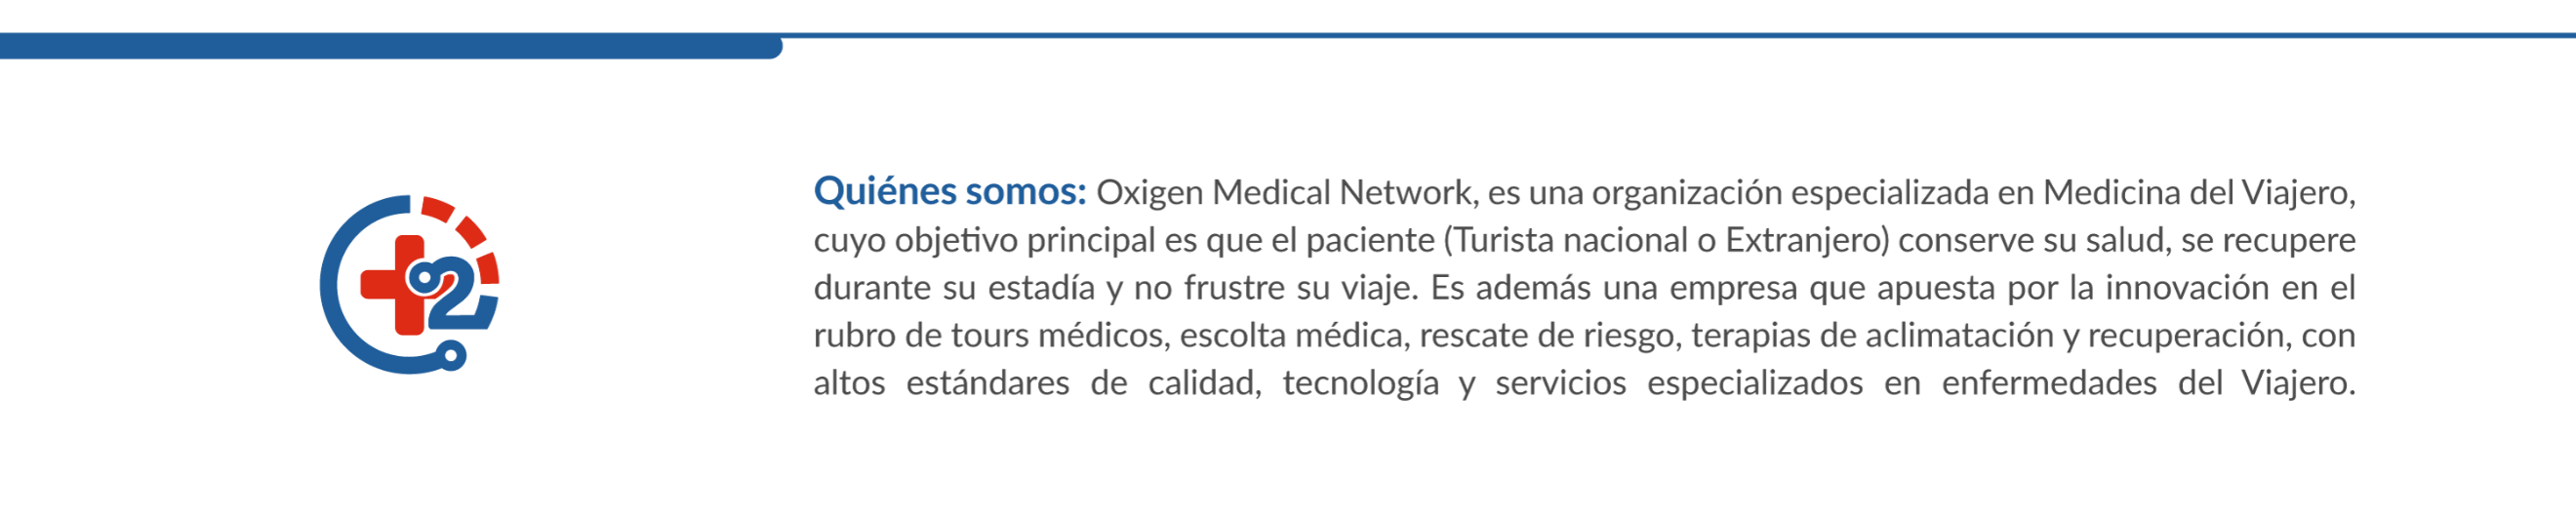 Quiénes somos: Oxigen Medical Network, es una organización especializada en Medicina del Viajero,
cuyo objetivo principal es que el paciente (Turista nacional o Extranjero) conserve su salud, se recupere
durante su estadía y no frustre su viaje. Es además una empresa que apuesta por la innovación en el
rubro de tours médicos, escolta médica, rescate de riesgo, terapias de aclimatación y recuperación, con
altos estándares de calidad, tecnología y servicios especializados en enfermedades del Viajero.